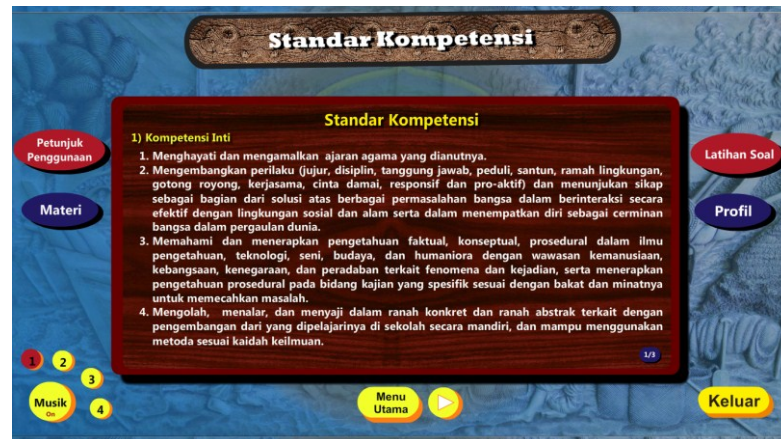 Standar Kompetensi
Standar Kompetensi
1) Kompetensi Inti
1. Menghayati dan mengamalkan ajaran agama yang dianutnya.
2. Mengembangkan perilaku (jujur, disiplin, tanggung jawab, peduli, santun, ramah lingkungan,
gotong royong, kerjasama, cinta damai, responsif dan pro-aktif) dan menunjukan sikap
sebagai bagian dari solusi atas berbagai permasalahan bangsa dalam berinteraksi secara
efektif dengan lingkungan sosial dan alam serta dalam menempatkan diri sebagai cerminan
bangsa dalam pergaulan dunia.
3. Memahami dan menerapkan pengetahuan faktual, konseptual, prosedural dalam ilmu
pengetahuan, teknologi, seni, budaya, dan humaniora dengan wawasan kemanusiaan,
kebangsaan, kenegaraan, dan peradaban terkait fenomena dan kejadian, serta menerapkan
pengetahuan prosedural pada bidang kajian yang spesifik sesuai dengan bakat dan minatnya
untuk memecahkan masalah.
4. Mengolah, menalar, dan menyaji dalam ranah konkret dan ranah abstrak terkait dengan
pengembangan dari yang dipelajarinya di sekolah secara mandiri, dan mampu menggunakan
metoda sesuai kaidah keilmuan.
1/3
Petunjuk
Penggunaan
Materi
Latihan Soal
Profil
1
2
3
4
Musik
On
Menu
Utama
Keluar